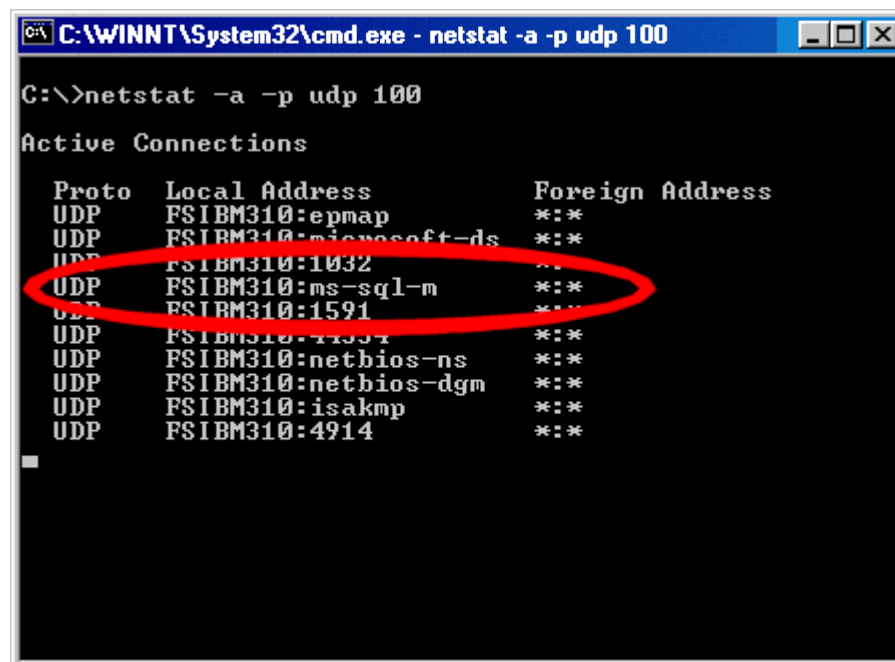 C:\WINNT\System32\cmd.exe - netstat -a -p udp 100
C:\>netstat -a -p udp 100
Active Connections
Proto Local Address Foreign Address
UDP FSIBM310:epmap *:*
UDP FSIBM310:microsoft-ds *:*
UDP FSIBM310:1032
UDP FSIBM310:ms-sql-m *:*
UDP FSIBM310:1591 *:*
UDP *:*
UDP FSIBM310:netbios-ns *:*
UDP FSIBM310:netbios-dgm *:*
UDP FSIBM310:isakmp *:*
UDP FSIBM310:4914 *:*